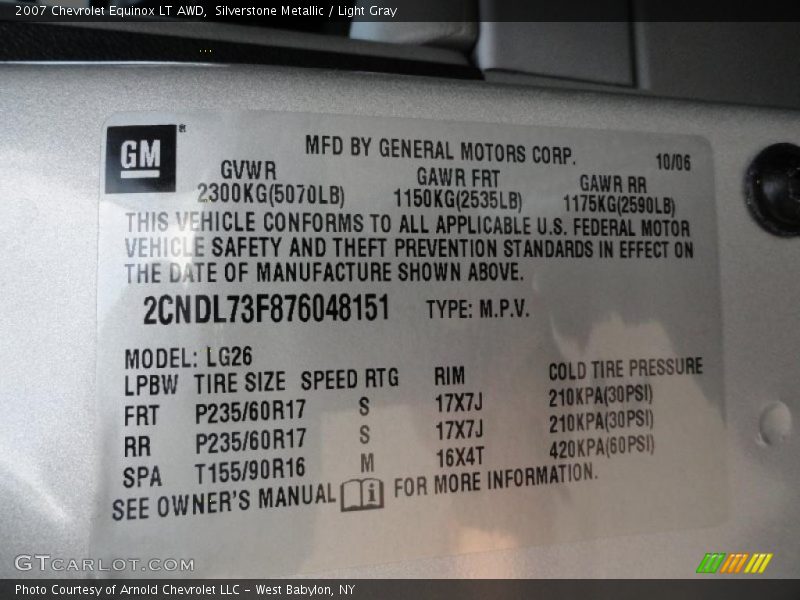 2007 Chevrolet Equinox LT AWD, Silverstone Metallic / Light Gray
GM®
MFD BY GENERAL MOTORS CORP. 10/06
GVWR GAWR FRT GAWR RR
2300KG(5070LB) 1150KG(2535LB) 1175KG(2590LB)
THIS VEHICLE CONFORMS TO ALL APPLICABLE U.S. FEDERAL MOTOR
VEHICLE SAFETY AND THEFT PREVENTION STANDARDS IN EFFECT ON
THE DATE OF MANUFACTURE SHOWN ABOVE.
2CNDL73F876048151 TYPE: M.P.V.
MODEL: LG26
LPBW TIRE SIZE SPEED RTG RIM COLD TIRE PRESSURE
FRT P235/60R17 S 17X7J 210KPA(30PSI)
RR P235/60R17 S 17X7J 210KPA(30PSI)
SPA T155/90R16 M 16X4T 420KPA(60PSI)
SEE OWNER'S MANUAL i FOR MORE INFORMATION.
GTCARLOT.COM
Photo Courtesy of Arnold Chevrolet LLC - West Babylon, NY